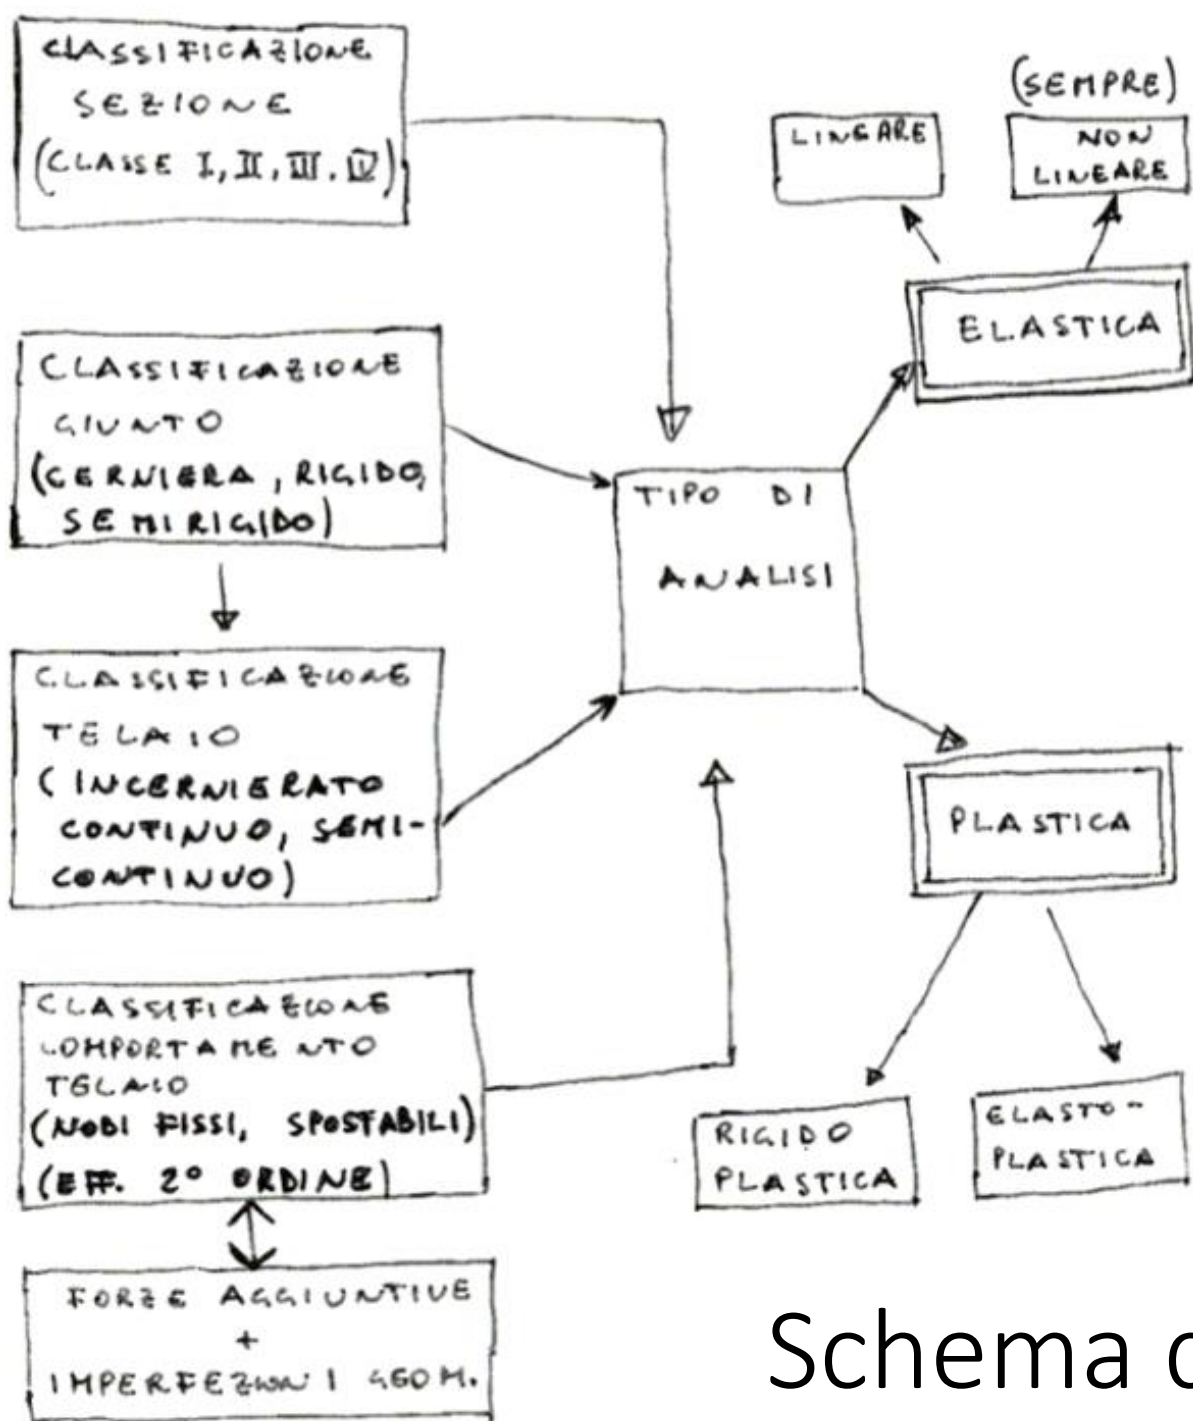 CLASSIFICAZIONE
SEZIONE
(CLASSE I, II, III. IV)
CLASSIFICAZIONE
GIUNTO
(CERNIERA, RIGIDO,
SEMIRIGIDO)
CLASSIFICAZIONE
TELAIO
(INCERNIERATO
CONTINUO, SEMI-
CONTINUO)
CLASSIFICAZIONE
COMPORTAMENTO
TELAIO
(NODI FISSI, SPOSTABILI)
(EFF. 2° ORDINE)
FORZE AGGIUNTIVE
+
IMPERFEZIONI GEOM.
TIPO DI
ANALISI
(SEMPRE)
LINEARE
NON
LINEARE
ELASTICA
PLASTICA
RIGIDO
PLASTICA
ELASTO-
PLASTICA
Schema